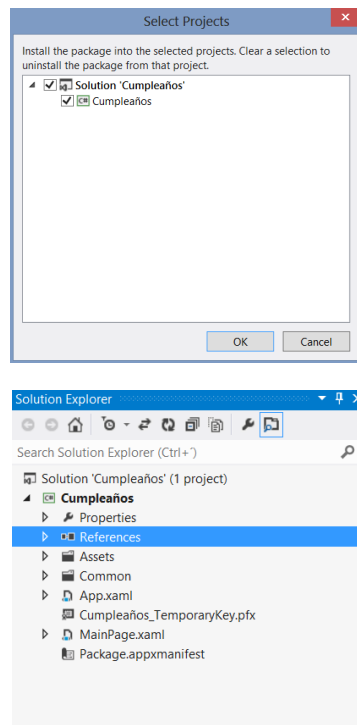 Select Projects
Install the package into the selected projects. Clear a selection to
uninstall the package from that project.
Solution 'Cumpleaños'
Cumpleaños
OK Cancel
Solution Explorer
Search Solution Explorer (Ctrl+´)
Solution 'Cumpleaños' (1 project)
Cumpleaños
Properties
References
Assets
Common
App.xaml
Cumpleaños_TemporaryKey.pfx
MainPage.xaml
Package.appxmanifest